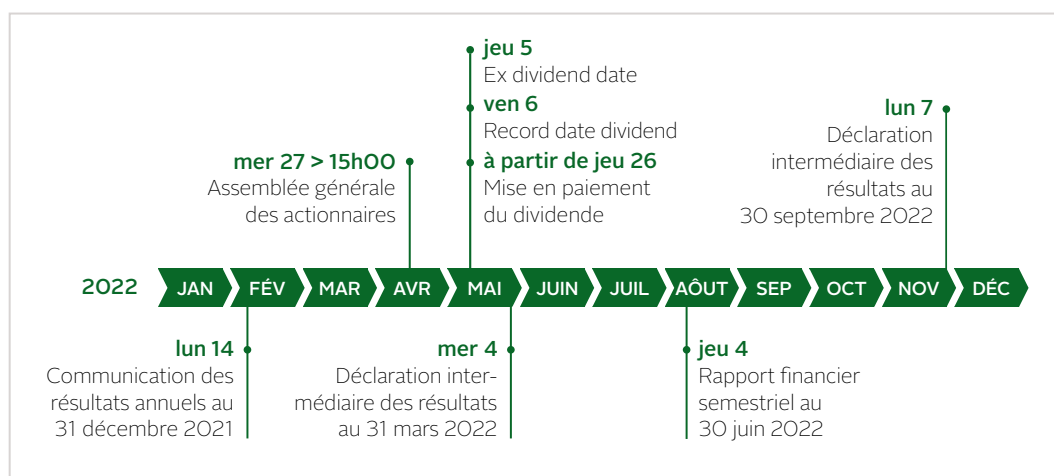 jeu 5
Ex dividend date
ven 6
Record date dividend
à partir de jeu 26
Mise en paiement
du dividende
mer 27 > 15h00
Assemblée générale
des actionnaires
lun 7
Déclaration
intermédiaire des
résultats au
30 septembre 2022
2022 JAN FÉV MAR AVR MAI JUIN JUIL AÔUT SEP OCT NOV DÉC
lun 14
Communication des
résultats annuels au
31 décembre 2021
mer 4
Déclaration inter-
médiaire des résultats
au 31 mars 2022
jeu 4
Rapport financier
semestriel au
30 juin 2022